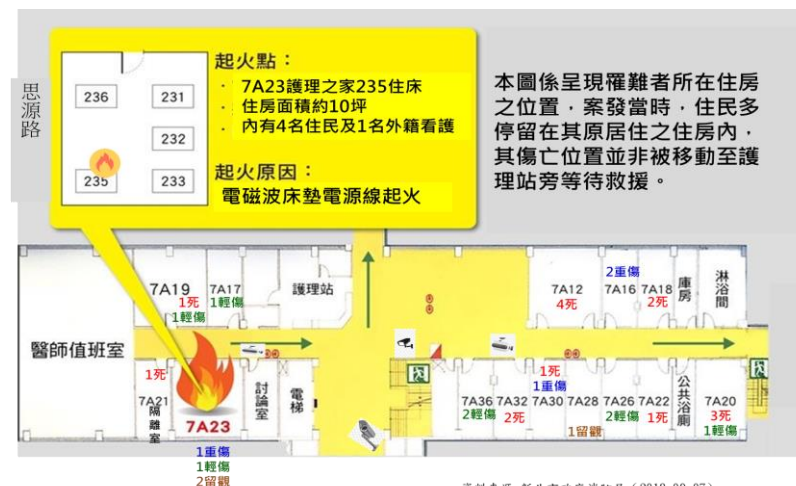 起火點：
· 7A23護理之家235住床
· 住房面積約10坪
· 內有4名住民及1名外籍看護
起火原因：
電磁波床墊電源線起火
236
231
232
235
233
思源路
本圖係呈現罹難者所在住房
之位置，案發當時，住民多
停留在其原居住之住房內，
其傷亡位置並非被移動至護
理站旁等待救援。
醫師值班室
7A19
1死
1輕傷
7A17
1輕傷
護理站
7A12
4死
2重傷
7A16
7A18
2死
庫房
淋浴間
1死
7A21
隔離室
7A23
1重傷
1輕傷
2留觀
討論室
電梯
7A36
2輕傷
7A32
2死
1死
1重傷
7A30
7A28
1留觀
7A26
2輕傷
7A22
1死
公共浴廁
7A20
3死
1輕傷